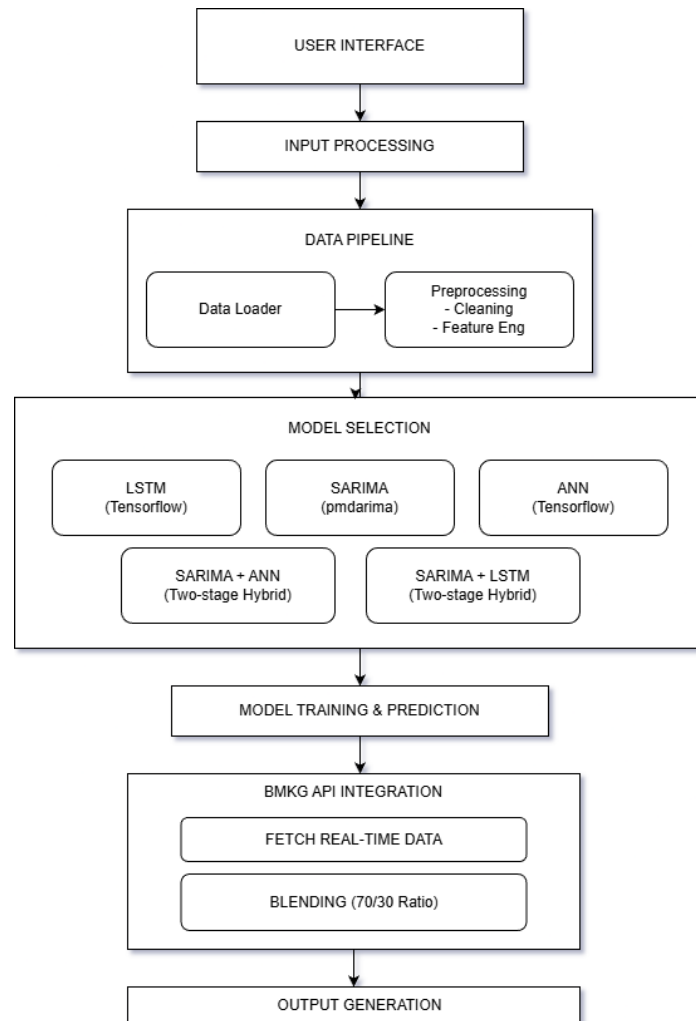 USER INTERFACE
INPUT PROCESSING
DATA PIPELINE
Data Loader
Preprocessing
- Cleaning
- Feature Eng
MODEL SELECTION
LSTM
(Tensorflow)
SARIMA
(pmdarima)
ANN
(Tensorflow)
SARIMA + ANN
(Two-stage Hybrid)
SARIMA + LSTM
(Two-stage Hybrid)
MODEL TRAINING & PREDICTION
BMKG API INTEGRATION
FETCH REAL-TIME DATA
BLENDING (70/30 Ratio)
OUTPUT GENERATION